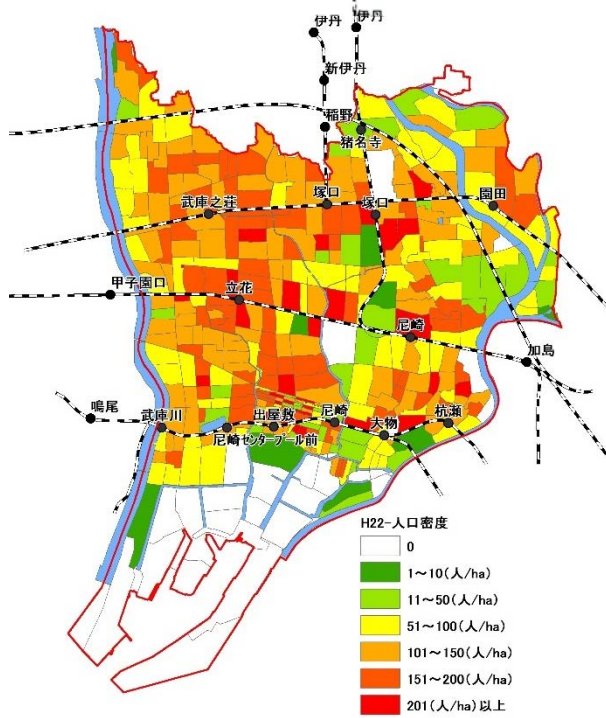 伊丹
伊丹
新伊丹
稲野
猪名寺
武庫之荘
塚口
塚口
園田
甲子園口
立花
尼崎
加島
鳴尾
武庫川
出屋敷
尼崎
大物
杭瀬
尼崎センタープール前
H22-人口密度
0
1～10(人/ha)
11～50(人/ha)
51～100(人/ha)
101～150(人/ha)
151～200(人/ha)
201(人/ha)以上